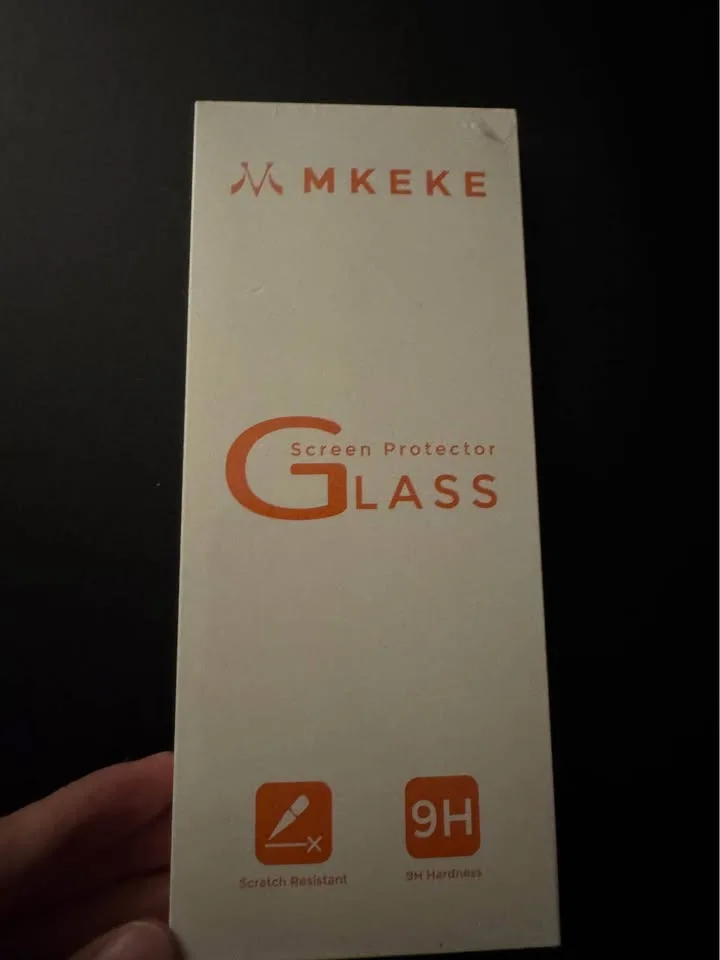 MKEKE
Screen Protector
GLASS
9H
Scratch Resistant
9H Hardness